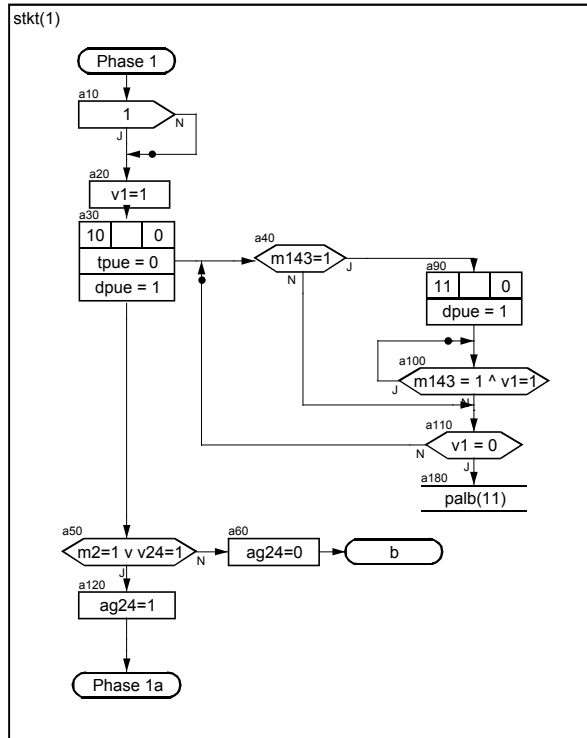 stkt(1)
Phase 1
a10
1
N
J
a20
v1=1
a30
10 0
tpue = 0
dpue = 1
a40
m143=1
J
N
a90
11 0
dpue = 1
a100
m143 = 1 ^ v1=1
J
N
a110
v1 = 0
N
J
a180
palb(11)
a50
m2=1 v v24=1
N
J
a60
ag24=0
b
a120
ag24=1
Phase 1a